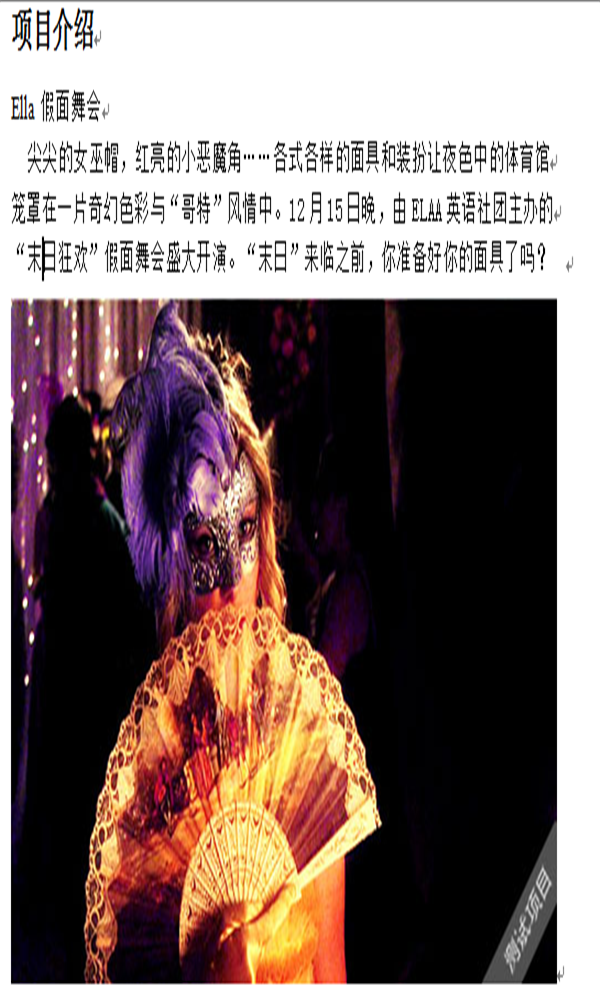 项目介绍
Ella 假面舞会
尖尖的女巫帽，红亮的小恶魔角……各式各样的面具和装扮让夜色中的体育馆
笼罩在一片奇幻色彩与“哥特”风情中。12月15日晚，由ELAA英语社团主办的
“末日狂欢”假面舞会盛大开演。“末日”来临之前，你准备好你的面具了吗？
测试项目